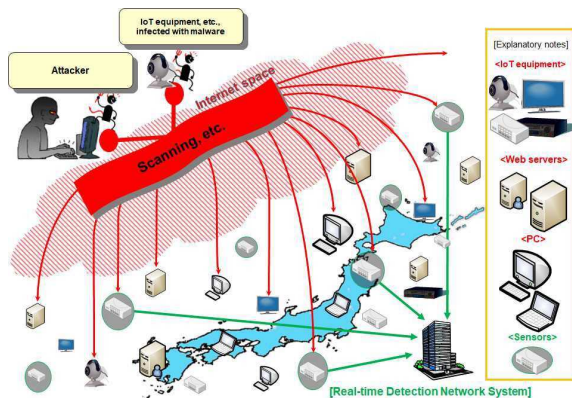 IoT equipment, etc.,
infected with malware
Attacker
Internet space
Scanning, etc.
[Explanatory notes]
<IoT equipment>
<Web servers>
<PC>
<Sensors>
[Real-time Detection Network System]